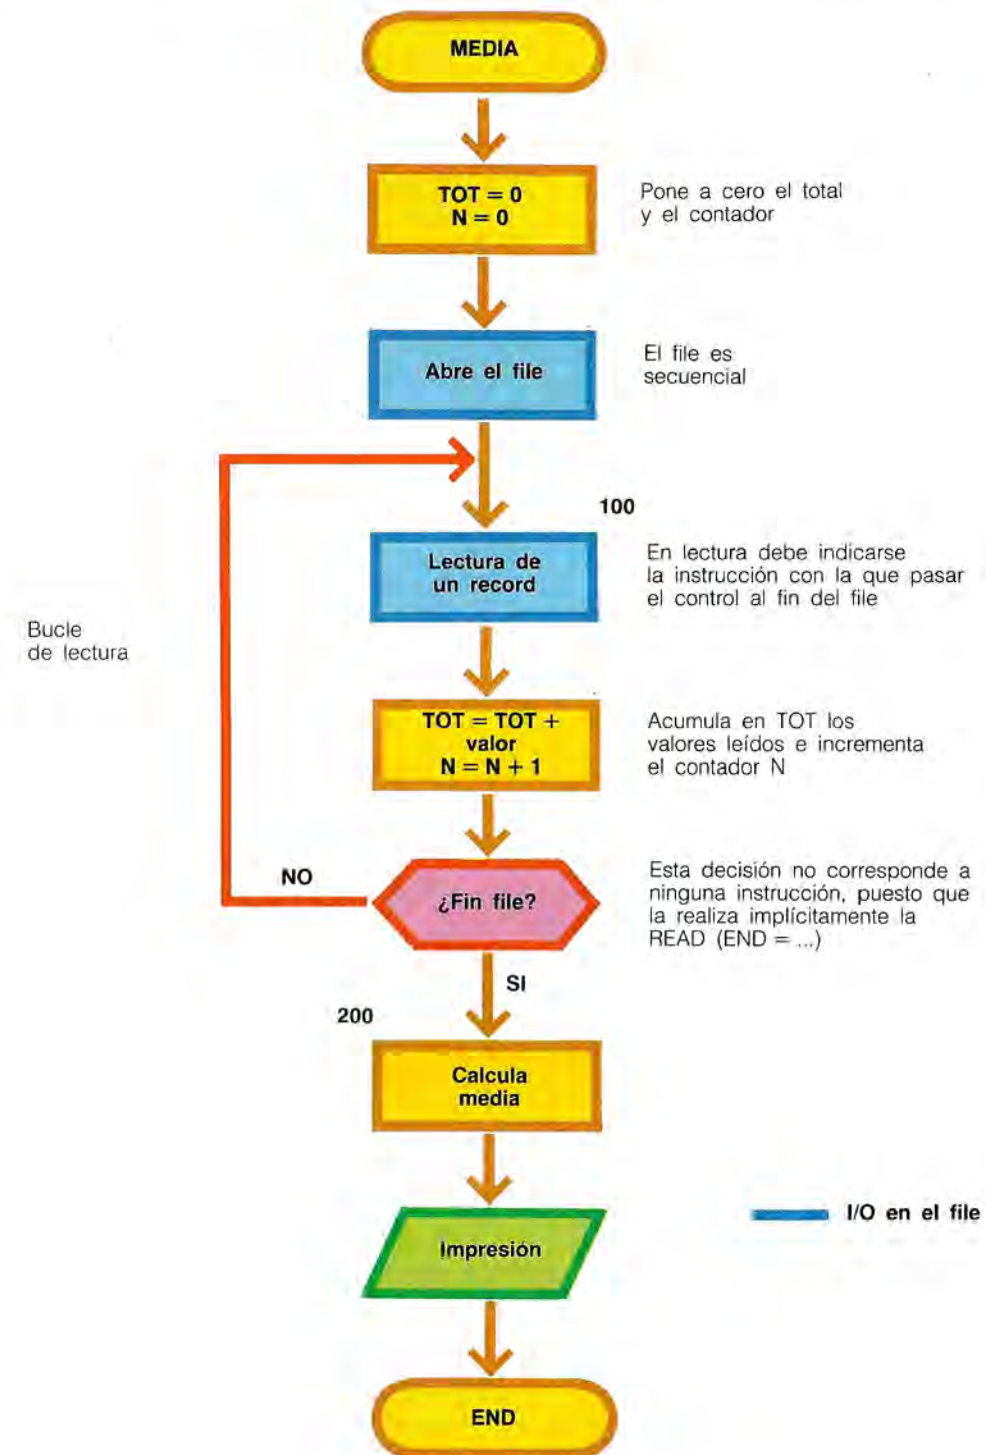 MEDIA
TOT = 0
N = 0
Pone a cero el total
y el contador
Abre el file
El file es
secuencial
100
Lectura de
un record
En lectura debe indicarse
la instrucción con la que pasar
el control al fin del file
Bucle
de lectura
TOT = TOT +
valor
N = N + 1
Acumula en TOT los
valores leídos e incrementa
el contador N
NO
¿Fin file?
Esta decisión no corresponde a
ninguna instrucción, puesto que
la realiza implícitamente la
READ (END = ...)
SI
200
Calcula
media
Impresión
I/O en el file
END